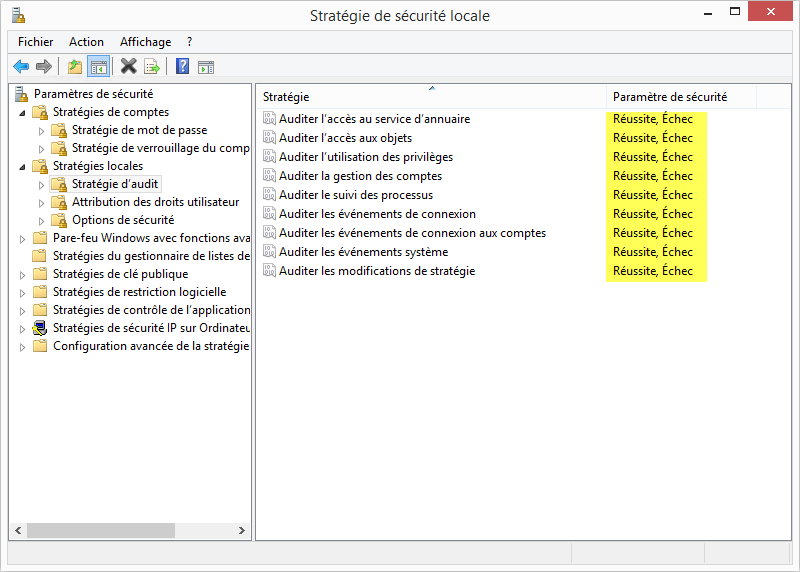 Stratégie de sécurité locale
Fichier Action Affichage ?
Paramètres de sécurité
Stratégies de comptes
Stratégie de mot de passe
Stratégie de verrouillage du comp
Stratégies locales
Stratégie d'audit
Attribution des droits utilisateur
Options de sécurité
Pare-feu Windows avec fonctions ava
Stratégies du gestionnaire de listes de
Stratégies de clé publique
Stratégies de restriction logicielle
Stratégies de contrôle de l'application
Stratégies de sécurité IP sur Ordinateu
Configuration avancée de la stratégie
Stratégie Paramètre de sécurité
Auditer l'accès au service d'annuaire Réussite, Échec
Auditer l'accès aux objets Réussite, Échec
Auditer l'utilisation des privilèges Réussite, Échec
Auditer la gestion des comptes Réussite, Échec
Auditer le suivi des processus Réussite, Échec
Auditer les événements de connexion Réussite, Échec
Auditer les événements de connexion aux comptes Réussite, Échec
Auditer les événements système Réussite, Échec
Auditer les modifications de stratégie Réussite, Échec